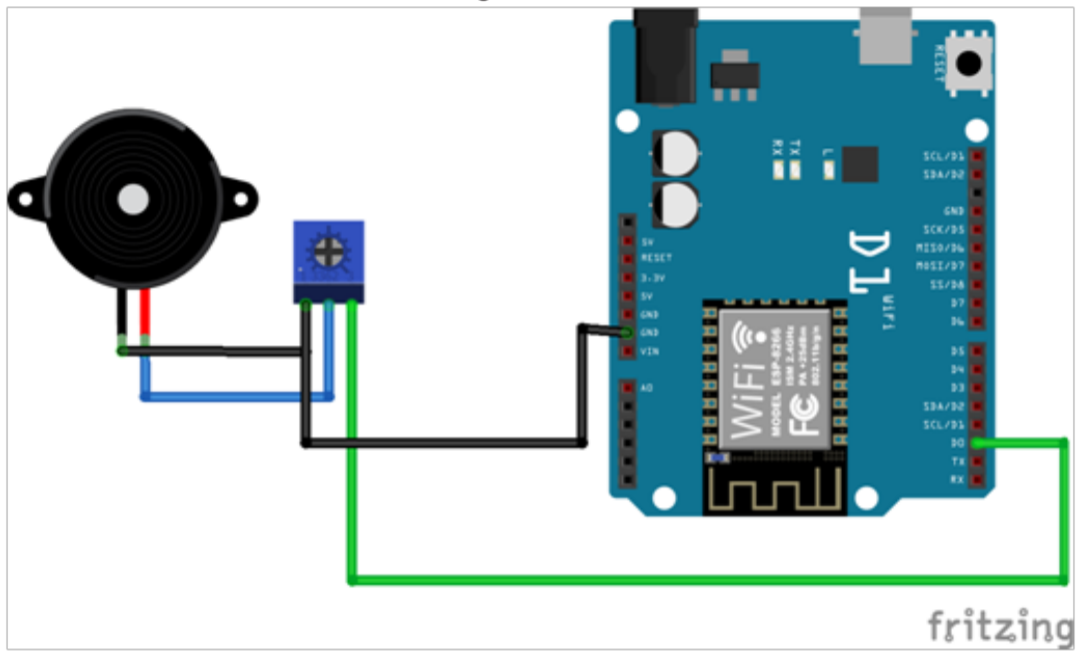 RESET
RX
TX
L
SCL/D1
SDA/D2
GND
SCK/D5
MISO/D6
MOSI/D7
SS/D8
D7
D6
D1
WiFi
5V
RESET
3.3V
5V
GND
GND
VIN
A0
D5
D4
D3
SDA/D2
SCL/D1
D0
TX
RX
WiFi
MODEL ESP-8266
ISM 2.4GHz
PA +25dBm
802.11b/g/n
FC
fritzing